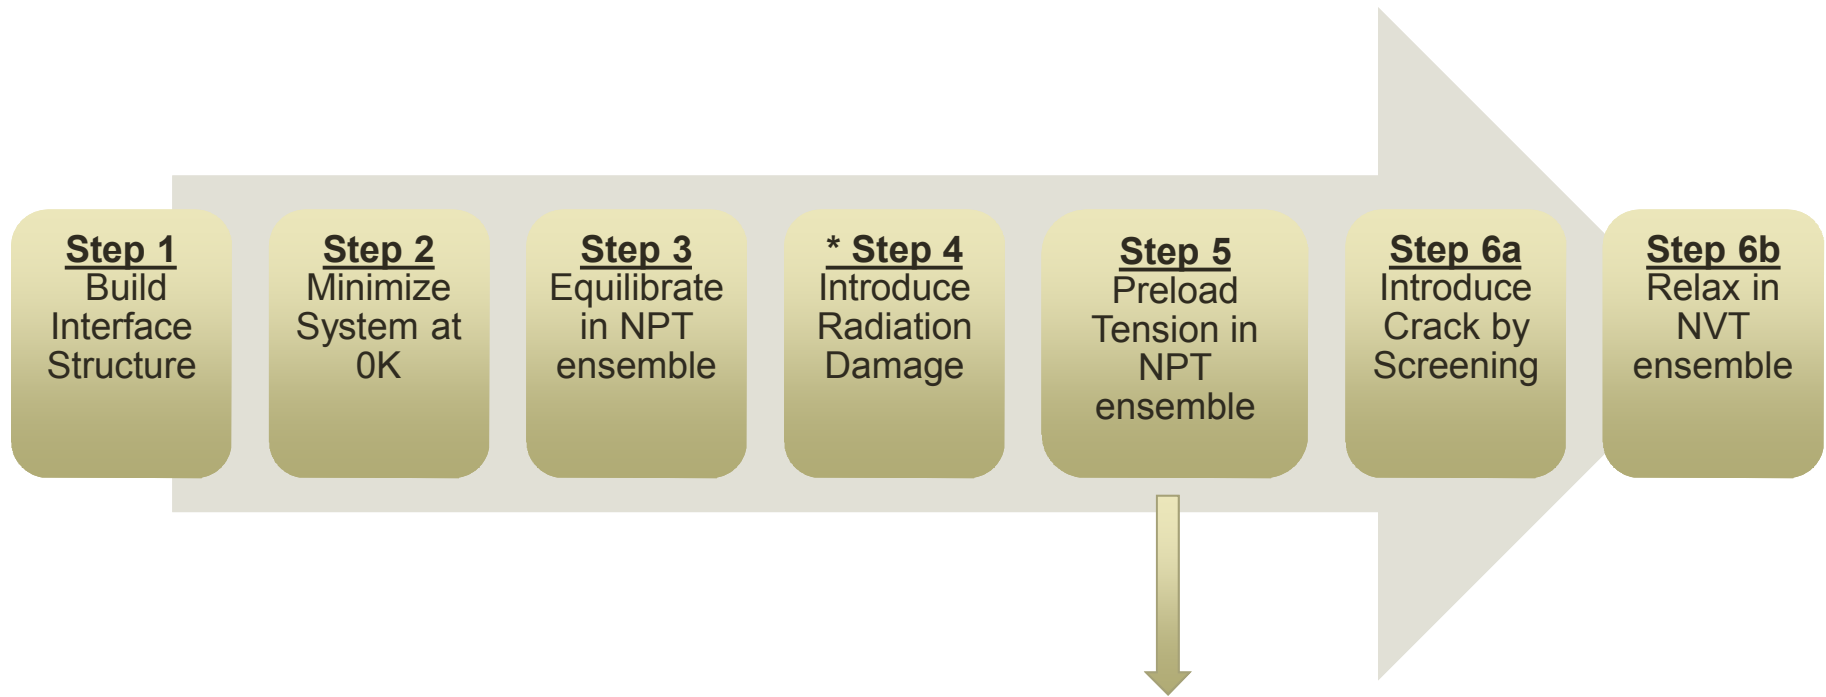 Step 1
Build
Interface
Structure
Step 2
Minimize
System at
0K
Step 3
Equilibrate
in NPT
ensemble
* Step 4
Introduce
Radiation
Damage
Step 5
Preload
Tension in
NPT
ensemble
Step 6a
Introduce
Crack by
Screening
Step 6b
Relax in
NVT
ensemble